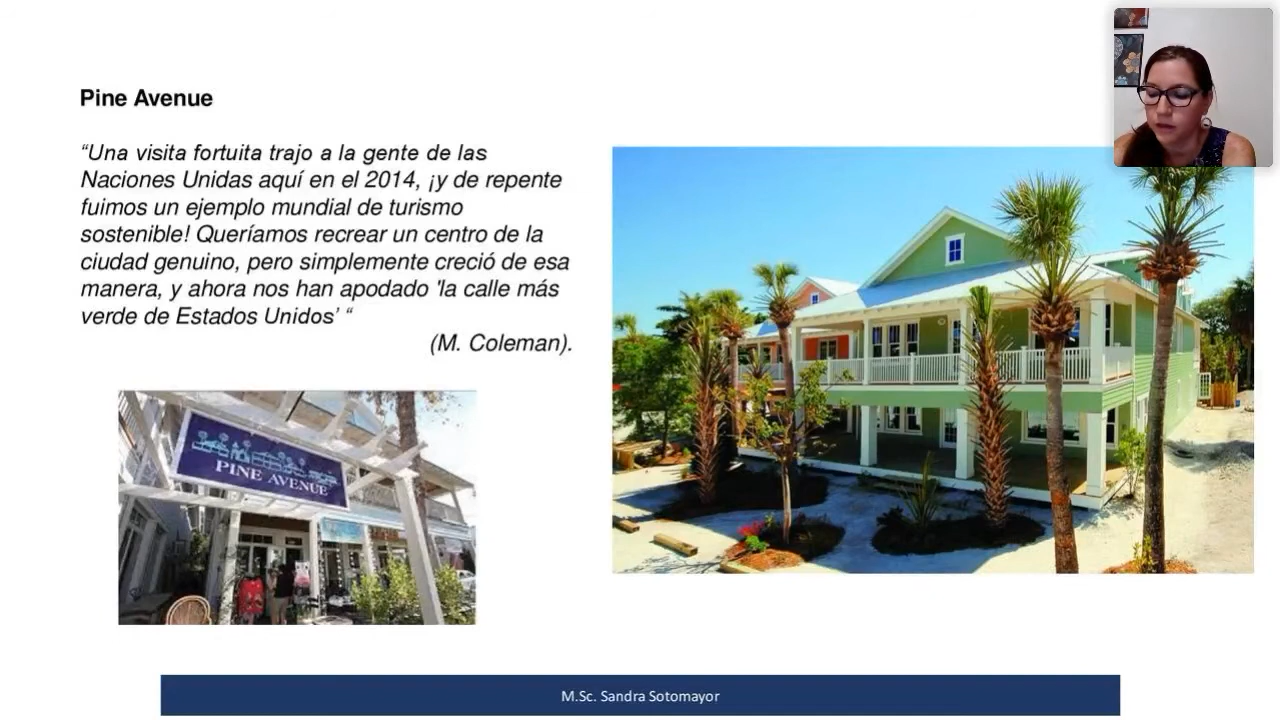 Pine Avenue
“Una visita fortuita trajo a la gente de las
Naciones Unidas aquí en el 2014, ¡y de repente
fuimos un ejemplo mundial de turismo
sostenible! Queríamos recrear un centro de la
ciudad genuino, pero simplemente creció de esa
manera, y ahora nos han apodado 'la calle más
verde de Estados Unidos’ “
(M. Coleman).
PINE AVENUE
M.Sc. Sandra Sotomayor